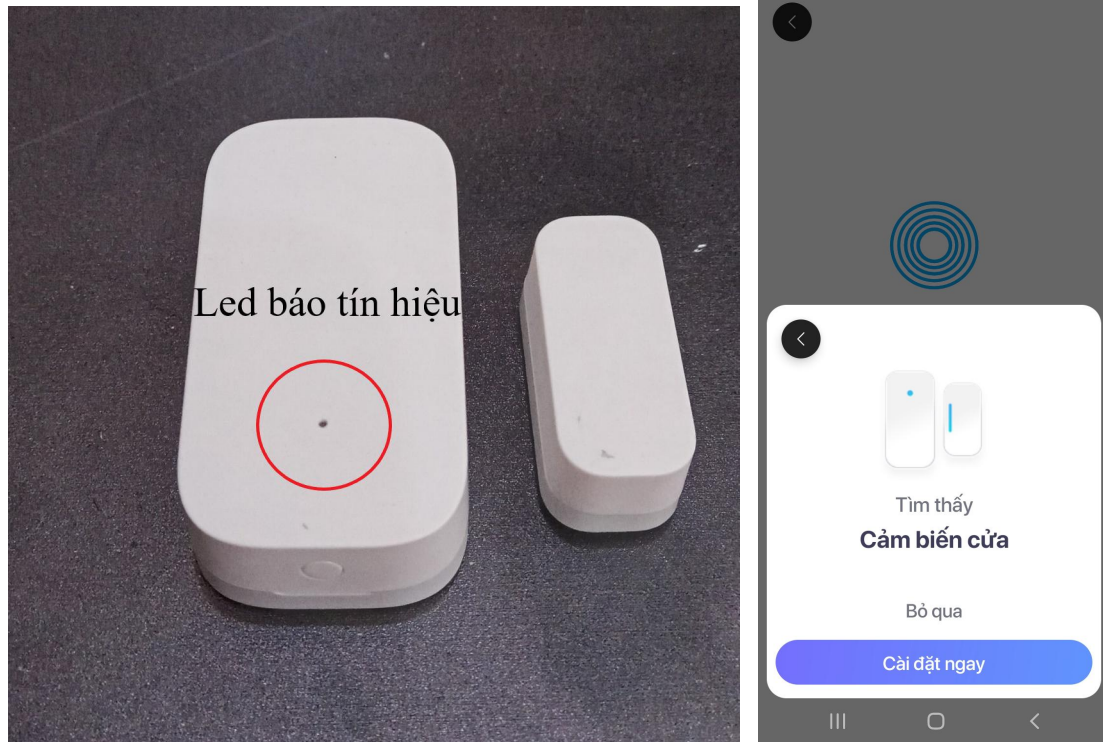 Led báo tín hiệu
Tìm thấy
Cảm biến cửa
Bỏ qua
Cài đặt ngay